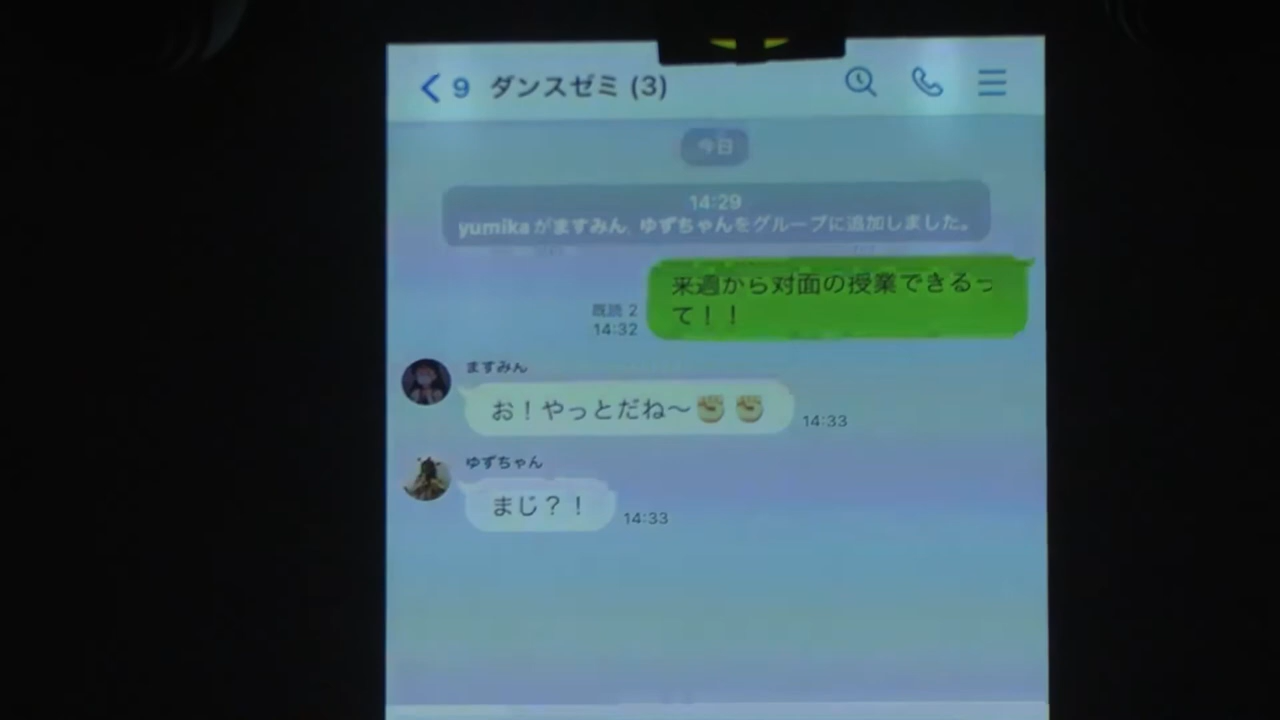 9 ダンスゼミ (3)
今日
14:29
yumikaがますみん, ゆずちゃんをグループに追加しました。
来週から対面の授業できるっ
て！！
既読 2
14:32
ますみん
お！やっとだね〜✊✊
14:33
ゆずちゃん
まじ？！
14:33